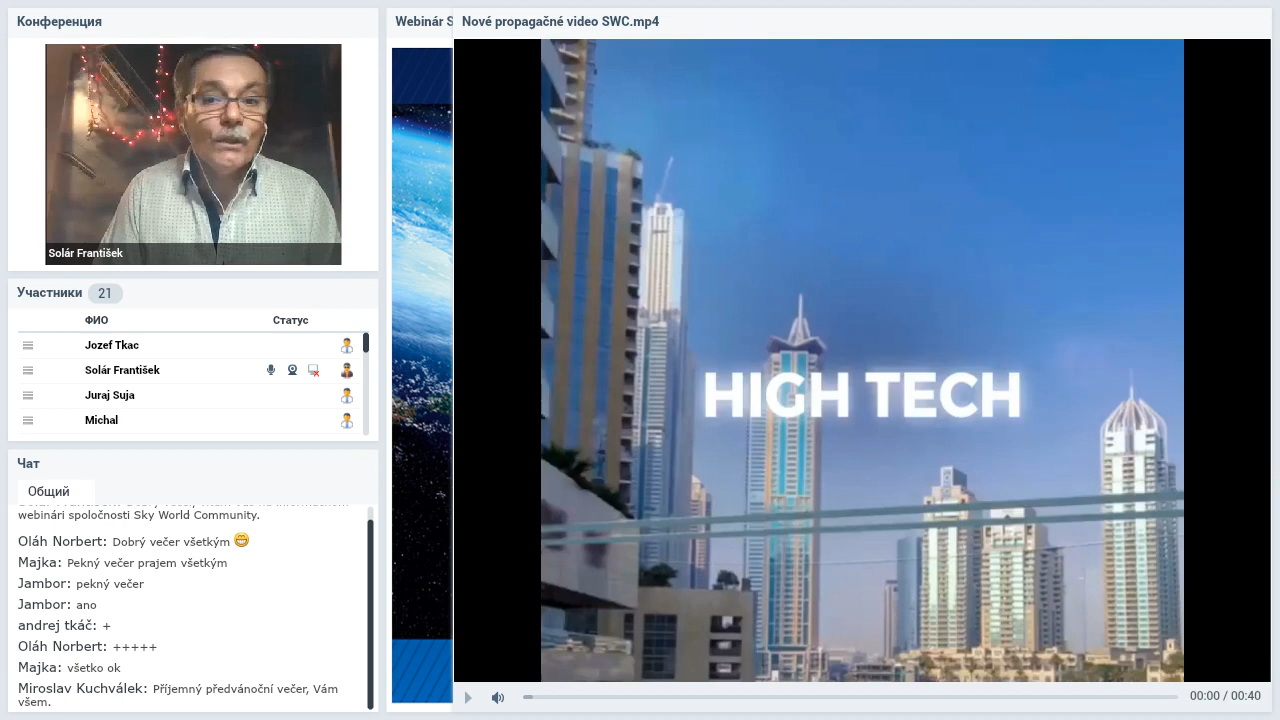 Конференция
Solár František
Участники 21
ФИО Статус
Jozef Tkac
Solár František
Juraj Suja
Michal
Чат
Общий
webinári spoločnosti Sky World Community.
Oláh Norbert: Dobrý večer všetkým
Majka: Pekný večer prajem všetkým
Jambor: pekný večer
Jambor: ano
andrej tkáč: +
Oláh Norbert: +++++
Majka: všetko ok
Miroslav Kuchválek: Příjemný předvánoční večer, Vám
všem.
Webinár S
Nové propagačné video SWC.mp4
HIGH TECH
00:00 / 00:40